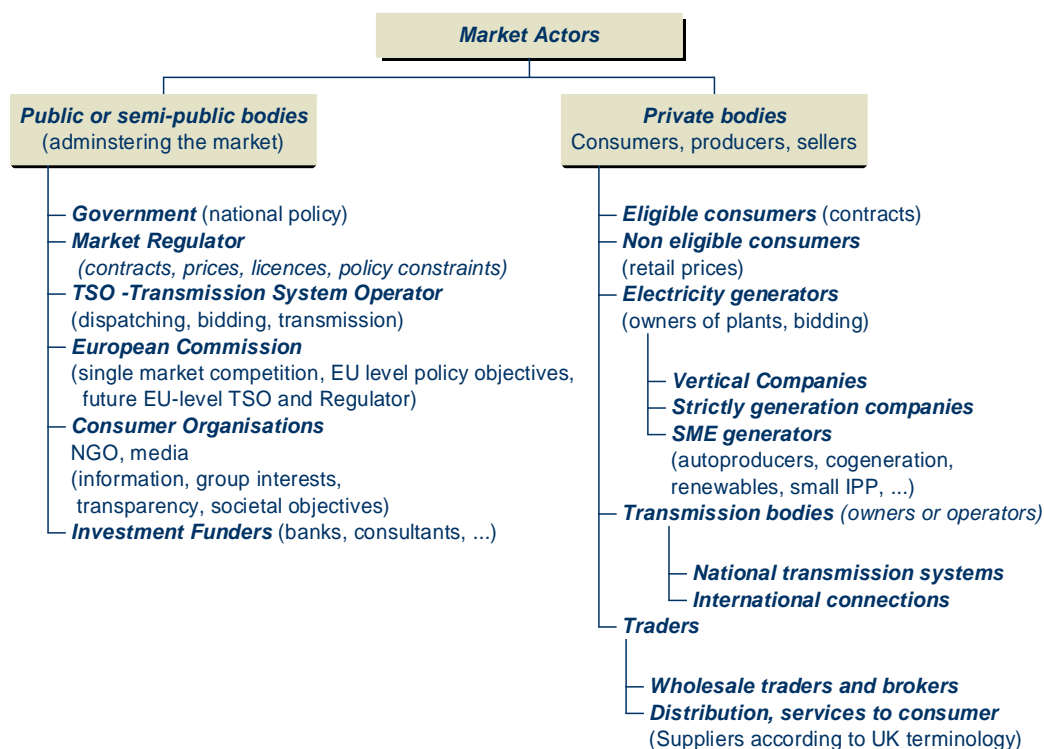 Market Actors
Public or semi-public bodies
(adminstering the market)
Government (national policy)
Market Regulator
(contracts, prices, licences, policy constraints)
TSO -Transmission System Operator
(dispatching, bidding, transmission)
European Commission
(single market competition, EU level policy objectives,
future EU-level TSO and Regulator)
Consumer Organisations
NGO, media
(information, group interests,
transparency, societal objectives)
Investment Funders (banks, consultants, ...)
Private bodies
Consumers, producers, sellers
Eligible consumers (contracts)
Non eligible consumers
(retail prices)
Electricity generators
(owners of plants, bidding)
Vertical Companies
Strictly generation companies
SME generators
(autoproducers, cogeneration,
renewables, small IPP, ...)
Transmission bodies (owners or operators)
National transmission systems
International connections
Traders
Wholesale traders and brokers
Distribution, services to consumer
(Suppliers according to UK terminology)